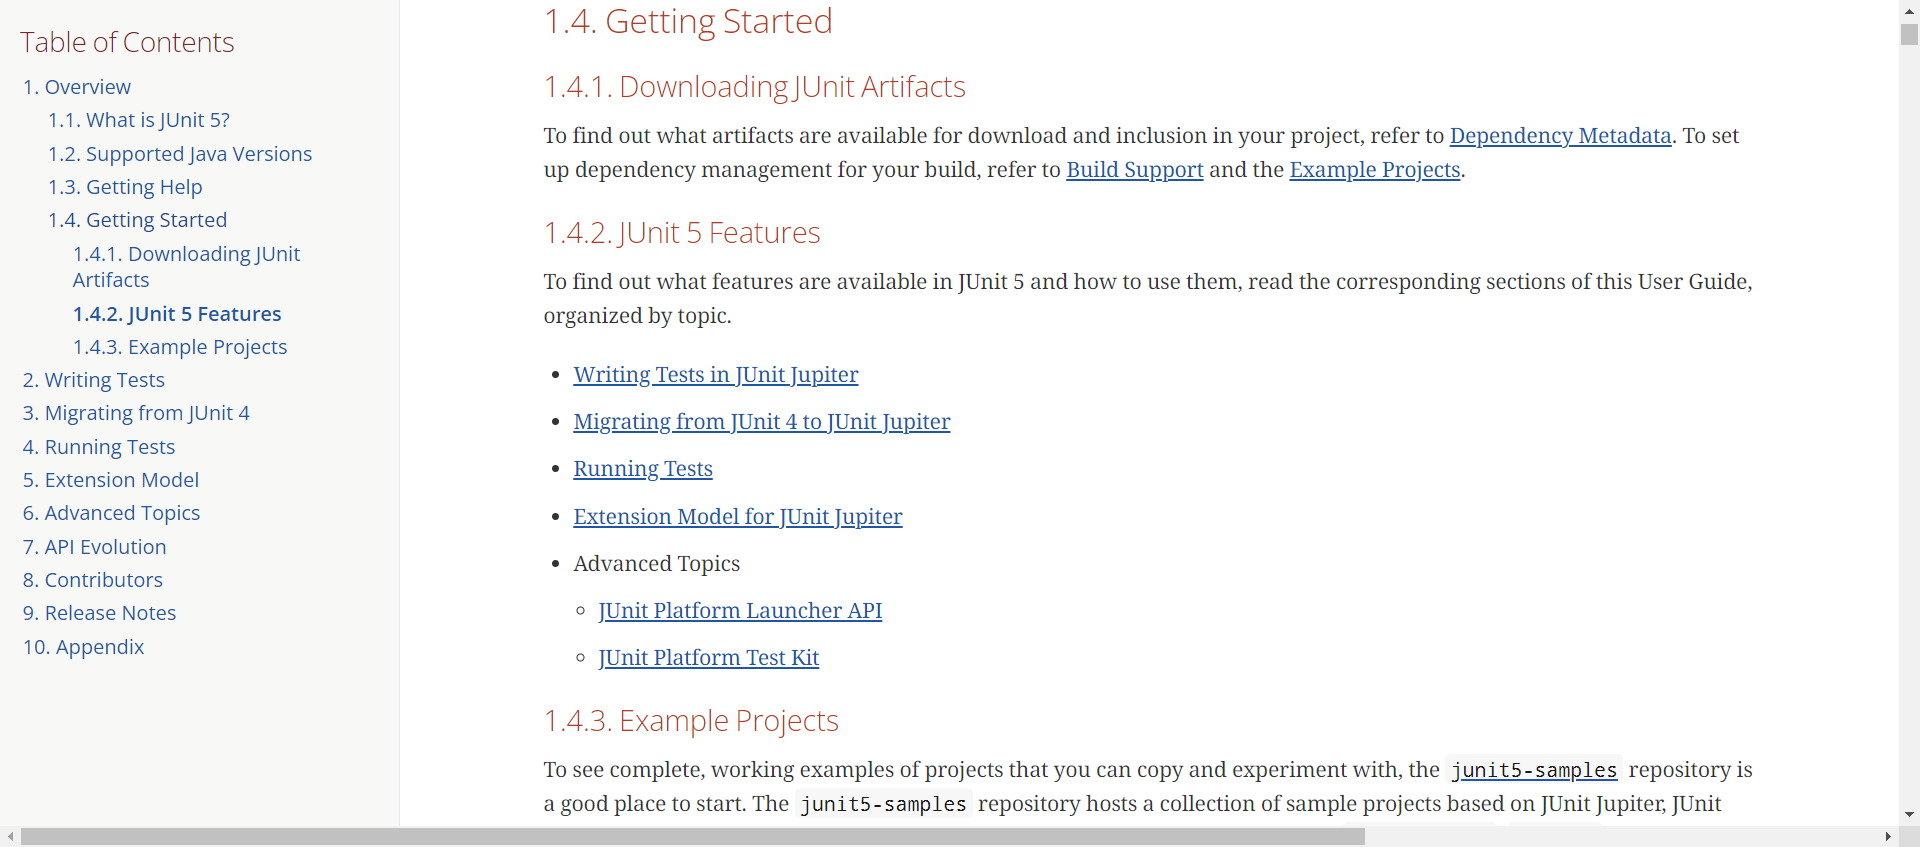 Table of Contents
1. Overview
1.1. What is JUnit 5?
1.2. Supported Java Versions
1.3. Getting Help
1.4. Getting Started
1.4.1. Downloading JUnit
Artifacts
1.4.2. JUnit 5 Features
1.4.3. Example Projects
2. Writing Tests
3. Migrating from JUnit 4
4. Running Tests
5. Extension Model
6. Advanced Topics
7. API Evolution
8. Contributors
9. Release Notes
10. Appendix
1.4. Getting Started
1.4.1. Downloading JUnit Artifacts
To find out what artifacts are available for download and inclusion in your project, refer to Dependency Metadata. To set
up dependency management for your build, refer to Build Support and the Example Projects.
1.4.2. JUnit 5 Features
To find out what features are available in JUnit 5 and how to use them, read the corresponding sections of this User Guide,
organized by topic.
• Writing Tests in JUnit Jupiter
• Migrating from JUnit 4 to JUnit Jupiter
• Running Tests
• Extension Model for JUnit Jupiter
• Advanced Topics
◦ JUnit Platform Launcher API
◦ JUnit Platform Test Kit
1.4.3. Example Projects
To see complete, working examples of projects that you can copy and experiment with, the junit5-samples repository is
a good place to start. The junit5-samples repository hosts a collection of sample projects based on JUnit Jupiter, JUnit